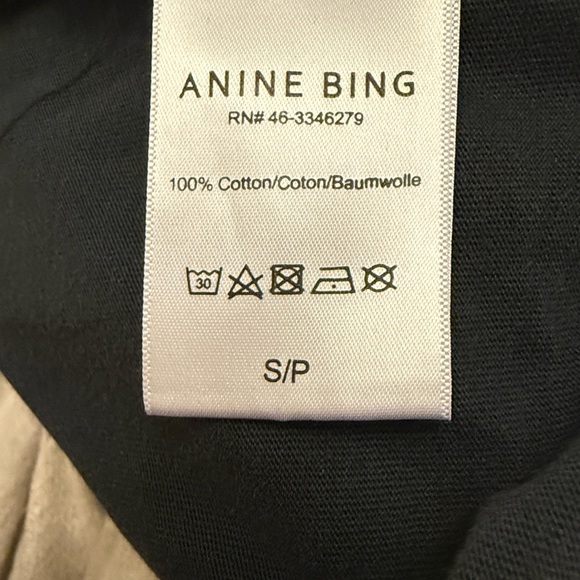 ANINE BING
RN# 46-3346279
100% Cotton/Coton/Baumwolle
30
S/P